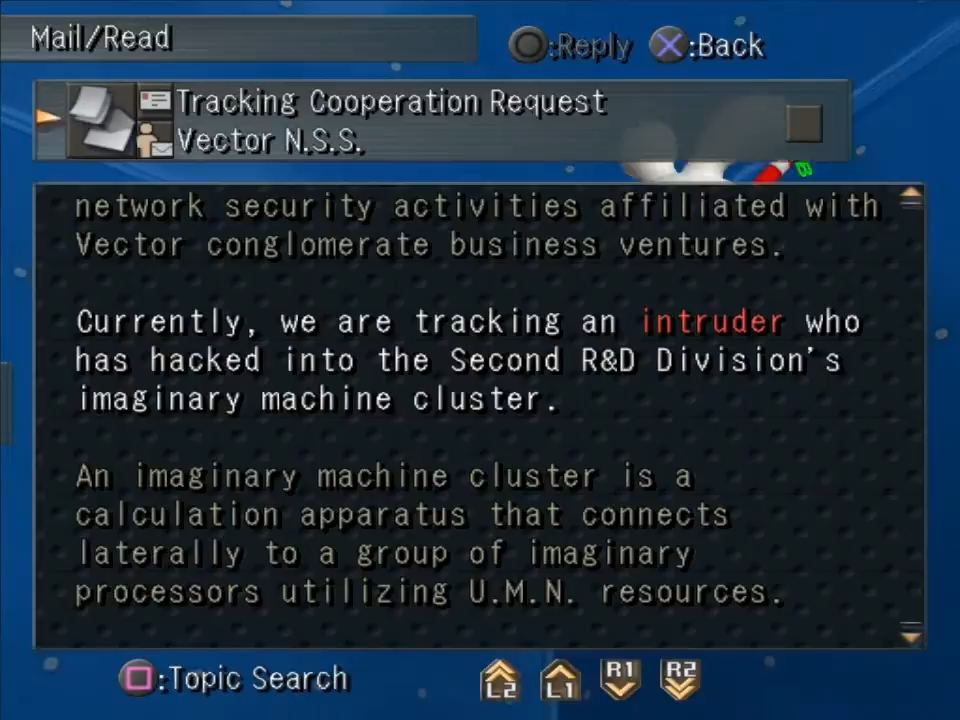 Mail/Read
:Reply
:Back
Tracking Cooperation Request
Vector N.S.S.
B
network security activities affiliated with
Vector conglomerate business ventures.
Currently, we are tracking an intruder who
has hacked into the Second R&D Division's
imaginary machine cluster.
An imaginary machine cluster is a
calculation apparatus that connects
laterally to a group of imaginary
processors utilizing U.M.N. resources.
:Topic Search
L2
L1
R1
R2